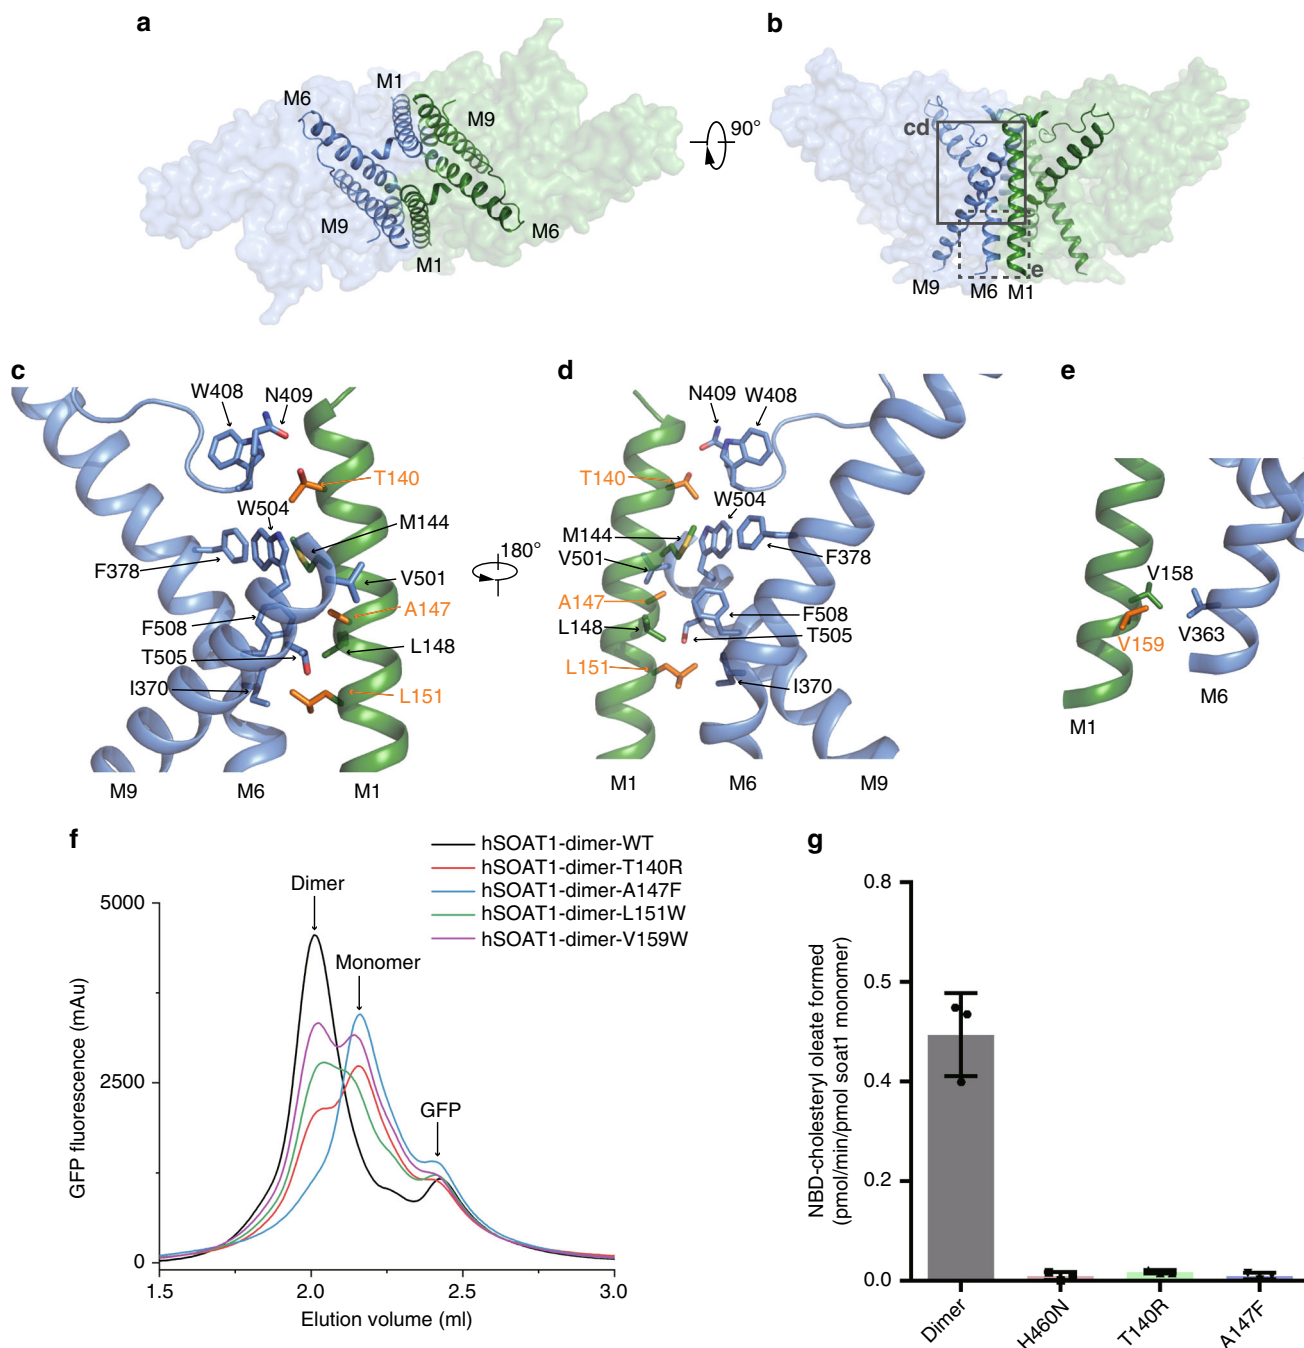 a
M6
M1
M9
M9
M6
M1
90°
b
cd
e
M9
M6
M1
c
W408
N409
T140
W504
M144
F378
V501
A147
F508
L148
T505
I370
L151
M9
M6
M1
180°
d
N409
W408
T140
W504
M144
V501
F378
A147
F508
L148
T505
L151
I370
M1
M6
M9
e
V158
V159
V363
M6
M1
f
hSOAT1-dimer-WT
hSOAT1-dimer-T140R
hSOAT1-dimer-A147F
hSOAT1-dimer-L151W
hSOAT1-dimer-V159W
Dimer
Monomer
GFP
5000
2500
0
GFP fluorescence (mAu)
1.5
2.0
2.5
3.0
Elution volume (ml)
g
0.8
0.5
0.4
0.2
0.0
NBD-cholesteryl oleate formed
(pmol/min/pmol soat1 monomer)
Dimer
H460N
T140R
A147F